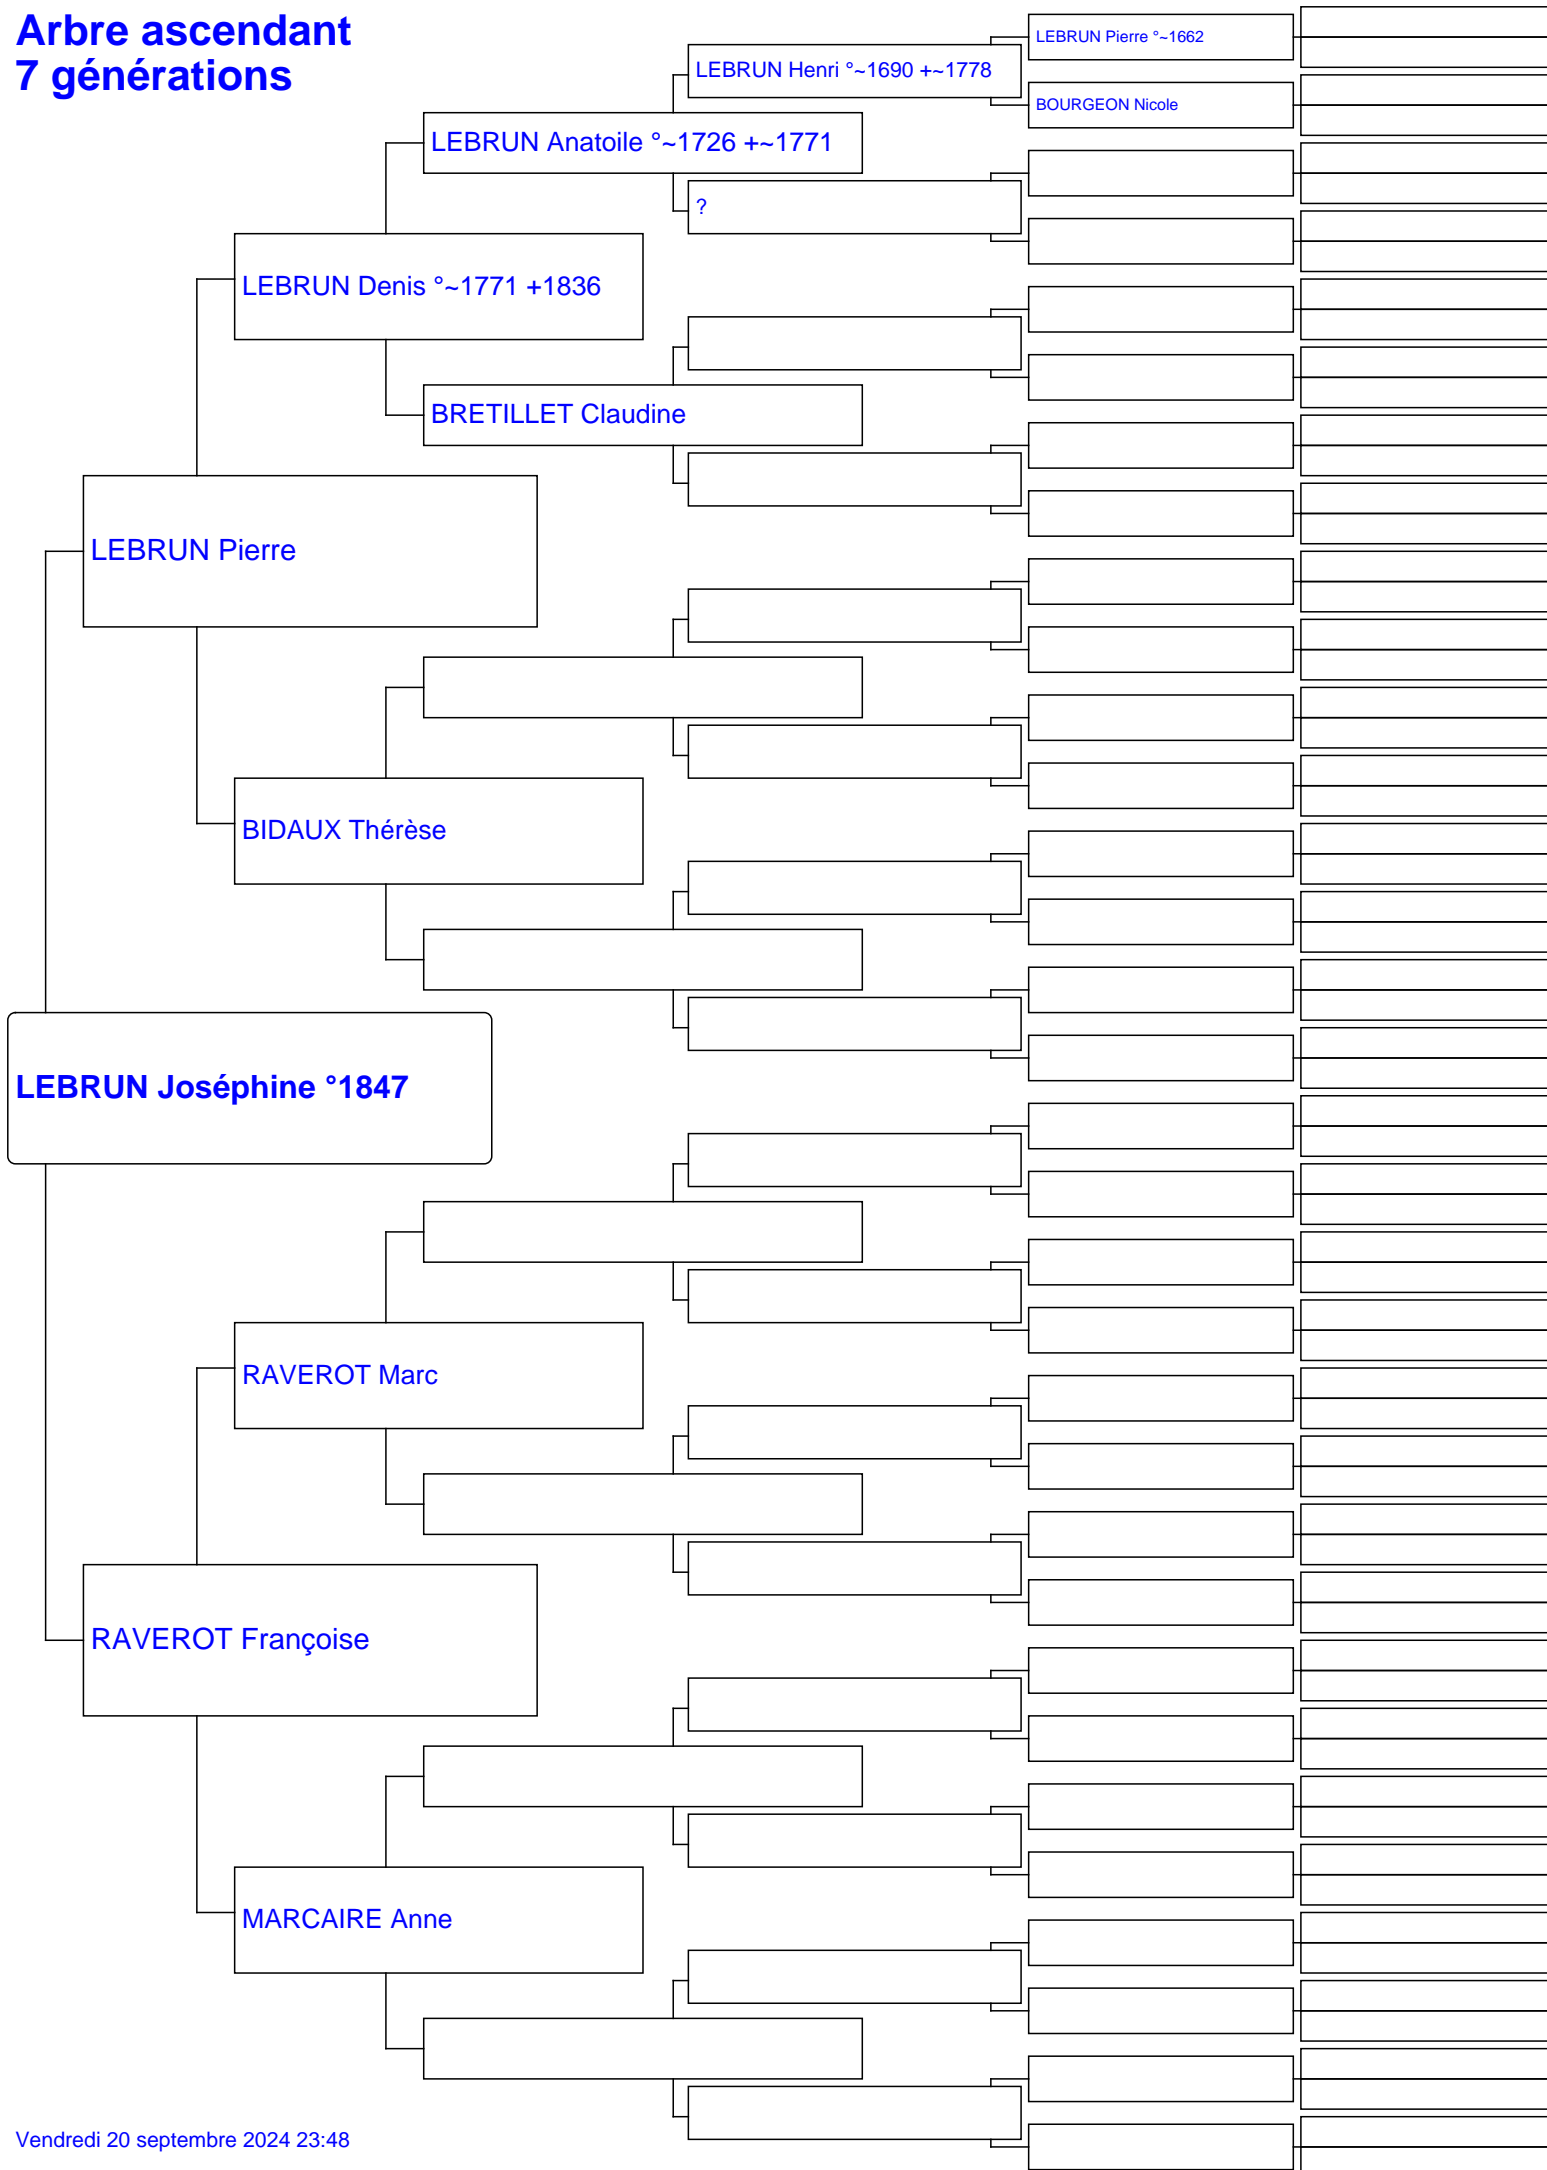 Arbre ascendant
7 générations
LEBRUN Pierre °~1662
LEBRUN Henri °~1690 +~1778
BOURGEON Nicole
LEBRUN Anatoile °~1726 +~1771
?
LEBRUN Denis °~1771 +1836
BRETILLET Claudine
LEBRUN Pierre
BIDAUX Thérèse
LEBRUN Joséphine °1847
RAVEROT Marc
RAVEROT Françoise
MARCAIRE Anne
Vendredi 20 septembre 2024 23:48